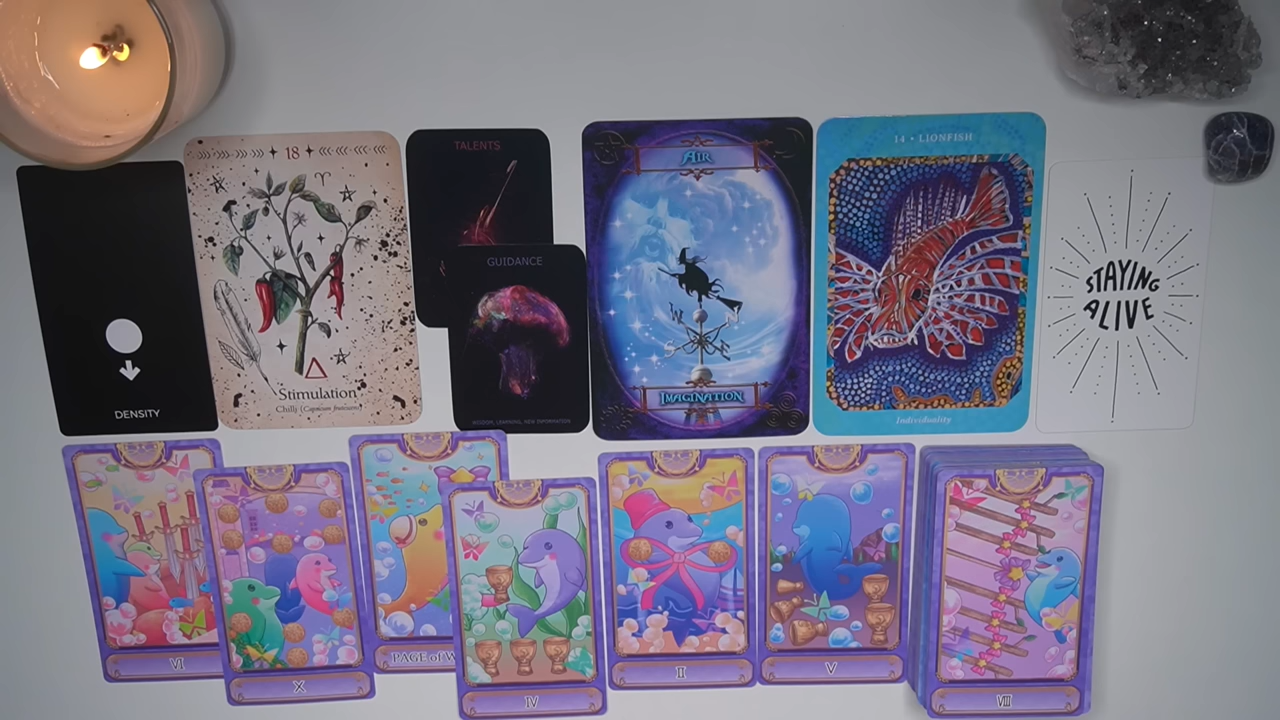 DENSITY
18
Stimulation
Chilli (Capsicum frutescens)
TALENTS
GUIDANCE
WISDOM, LEARNING, NEW INFORMATION
AIR
W
S
E
IMAGINATION
14 • LIONFISH
Individuality
STAYING
ALIVE
VI
X
PAGE of W
IV
II
V
VIII